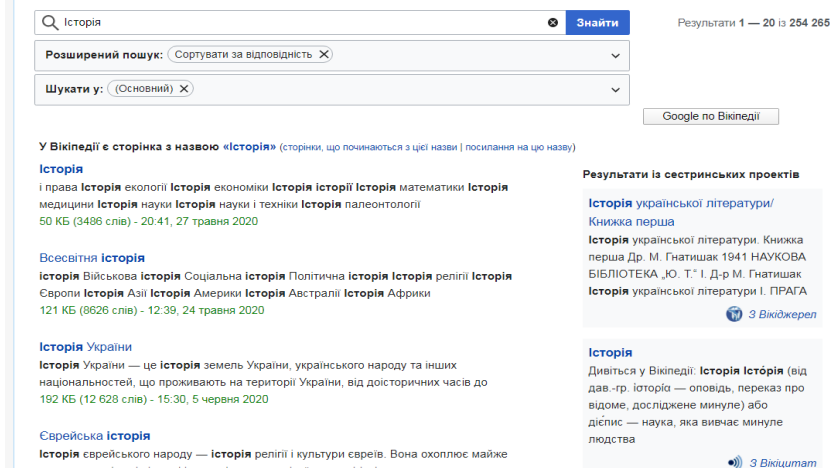 Історія
Знайти
Результати 1 — 20 із 254 265
Розширений пошук: Сортувати за відповідність
Шукати у: (Основний)
Google по Вікіпедії
У Вікіпедії є сторінка з назвою «Історія» (сторінки, що починаються з цієї назви | посилання на цю назву)
Історія
і права Історія екології Історія економіки Історія історії Історія математики Історія
медицини Історія науки Історія науки і техніки Історія палеонтології
50 КБ (3486 слів) - 20:41, 27 травня 2020
Всесвітня історія
історія Військова історія Соціальна історія Політична історія Історія релігії Історія
Європи Історія Азії Історія Америки Історія Австралії Історія Африки
121 КБ (8626 слів) - 12:39, 24 травня 2020
Історія України
Історія України — це історія земель України, українського народу та інших
національностей, що проживають на території України, від доісторичних часів до
192 КБ (12 628 слів) - 15:30, 5 червня 2020
Єврейська історія
Історія єврейського народу — історія релігії і культури євреїв. Вона охоплює майже
Результати із сестринських проектів
Історія української літератури/
Книжка перша
Історія української літератури. Книжка
перша Др. М. Гнатишак 1941 НАУКОВА
БІБЛІОТЕКА „Ю. Т.“ І. Д-р М. Гнатишак
Історія української літератури І. ПРАГА
З Вікіджерел
Історія
Дивіться у Вікіпедії: Історія Істо́рія (від
дав.-гр. ἱστορία — оповідь, переказ про
відоме, досліджене минуле) або
діє́пис — наука, яка вивчає минуле
людства
З Вікіцитат